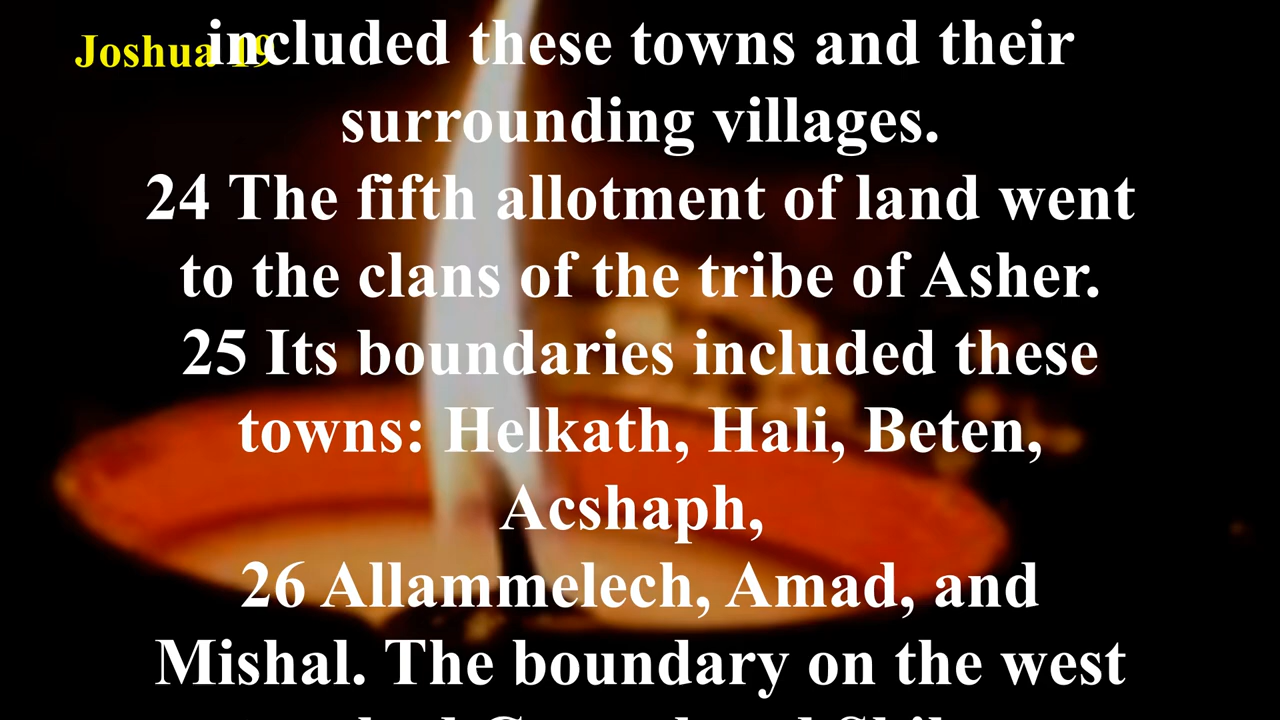 Joshua 19
included these towns and their
surrounding villages.
24 The fifth allotment of land went
to the clans of the tribe of Asher.
25 Its boundaries included these
towns: Helkath, Hali, Beten,
Acshaph,
26 Allammelech, Amad, and
Mishal. The boundary on the west